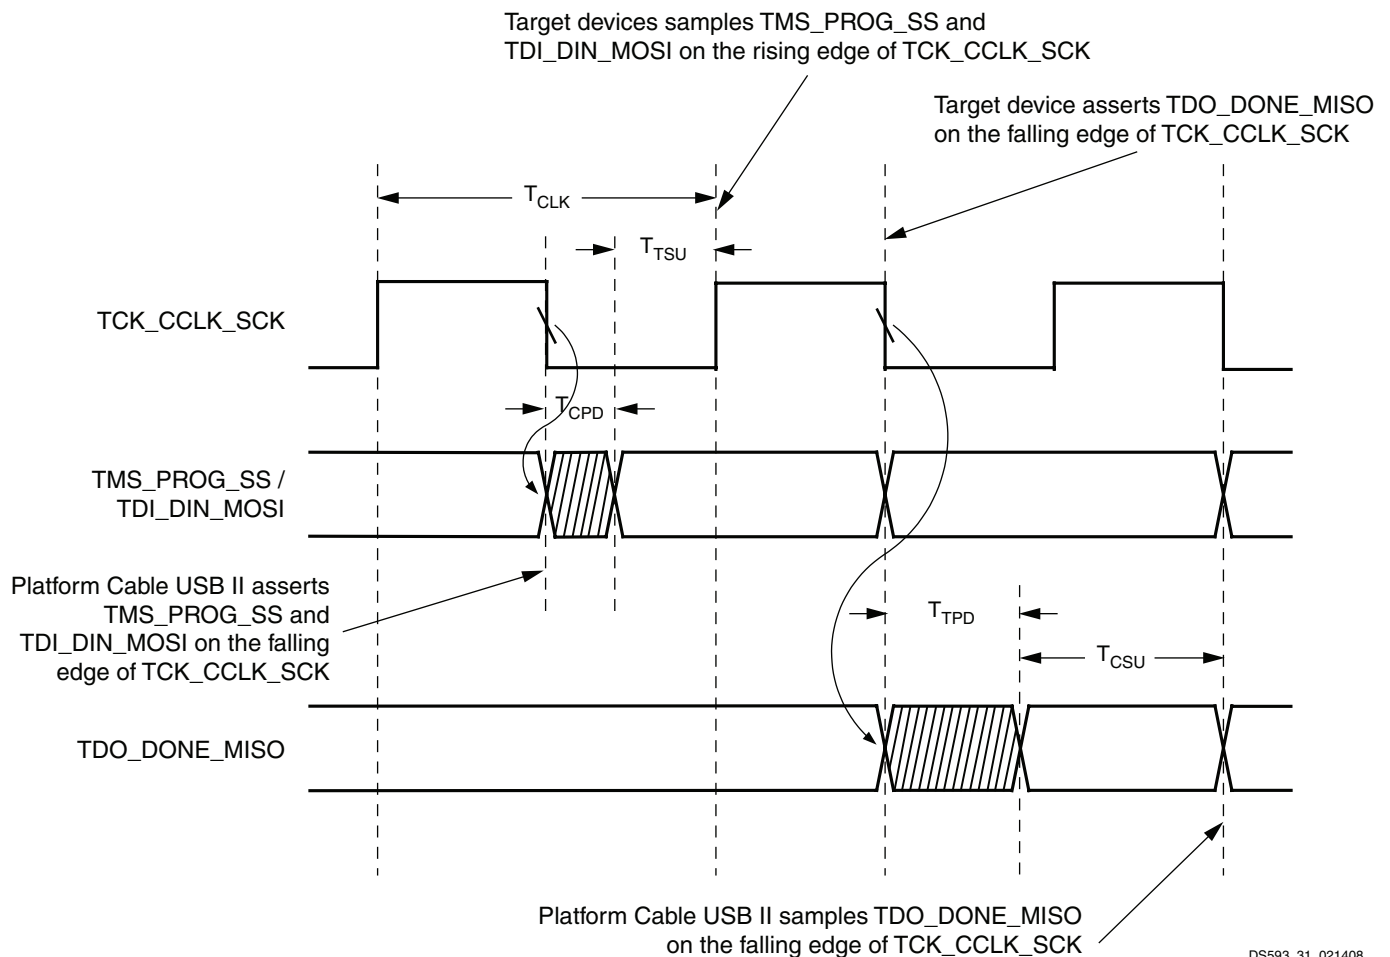 Target devices samples TMS_PROG_SS and
TDI_DIN_MOSI on the rising edge of TCK_CCLK_SCK
Target device asserts TDO_DONE_MISO
on the falling edge of TCK_CCLK_SCK
TCLK
TTSU
TCK_CCLK_SCK
TCPD
TMS_PROG_SS /
TDI_DIN_MOSI
Platform Cable USB II asserts
TMS_PROG_SS and
TDI_DIN_MOSI on the falling
edge of TCK_CCLK_SCK
TTPD
TCSU
TDO_DONE_MISO
Platform Cable USB II samples TDO_DONE_MISO
on the falling edge of TCK_CCLK_SCK
DS593_31_021408